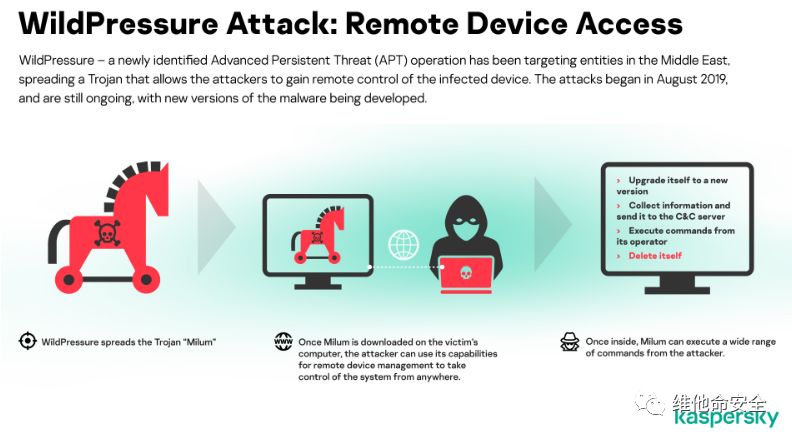 WildPressure Attack: Remote Device Access
WildPressure – a newly identified Advanced Persistent Threat (APT) operation has been targeting entities in the Middle East,
spreading a Trojan that allows the attackers to gain remote control of the infected device. The attacks began in August 2019,
and are still ongoing, with new versions of the malware being developed.
› Upgrade itself to a new
version
› Collect information and
send it to the C&C server
› Execute commands from
its operator
› Delete itself
WildPressure spreads the Trojan “Milum”
www
Once Milum is downloaded on the victim's
computer, the attacker can use its capabilities
for remote device management to take
control of the system from anywhere.
Once inside, Milum can execute a wide range
of commands from the attacker.
维他命安全
kaspersky